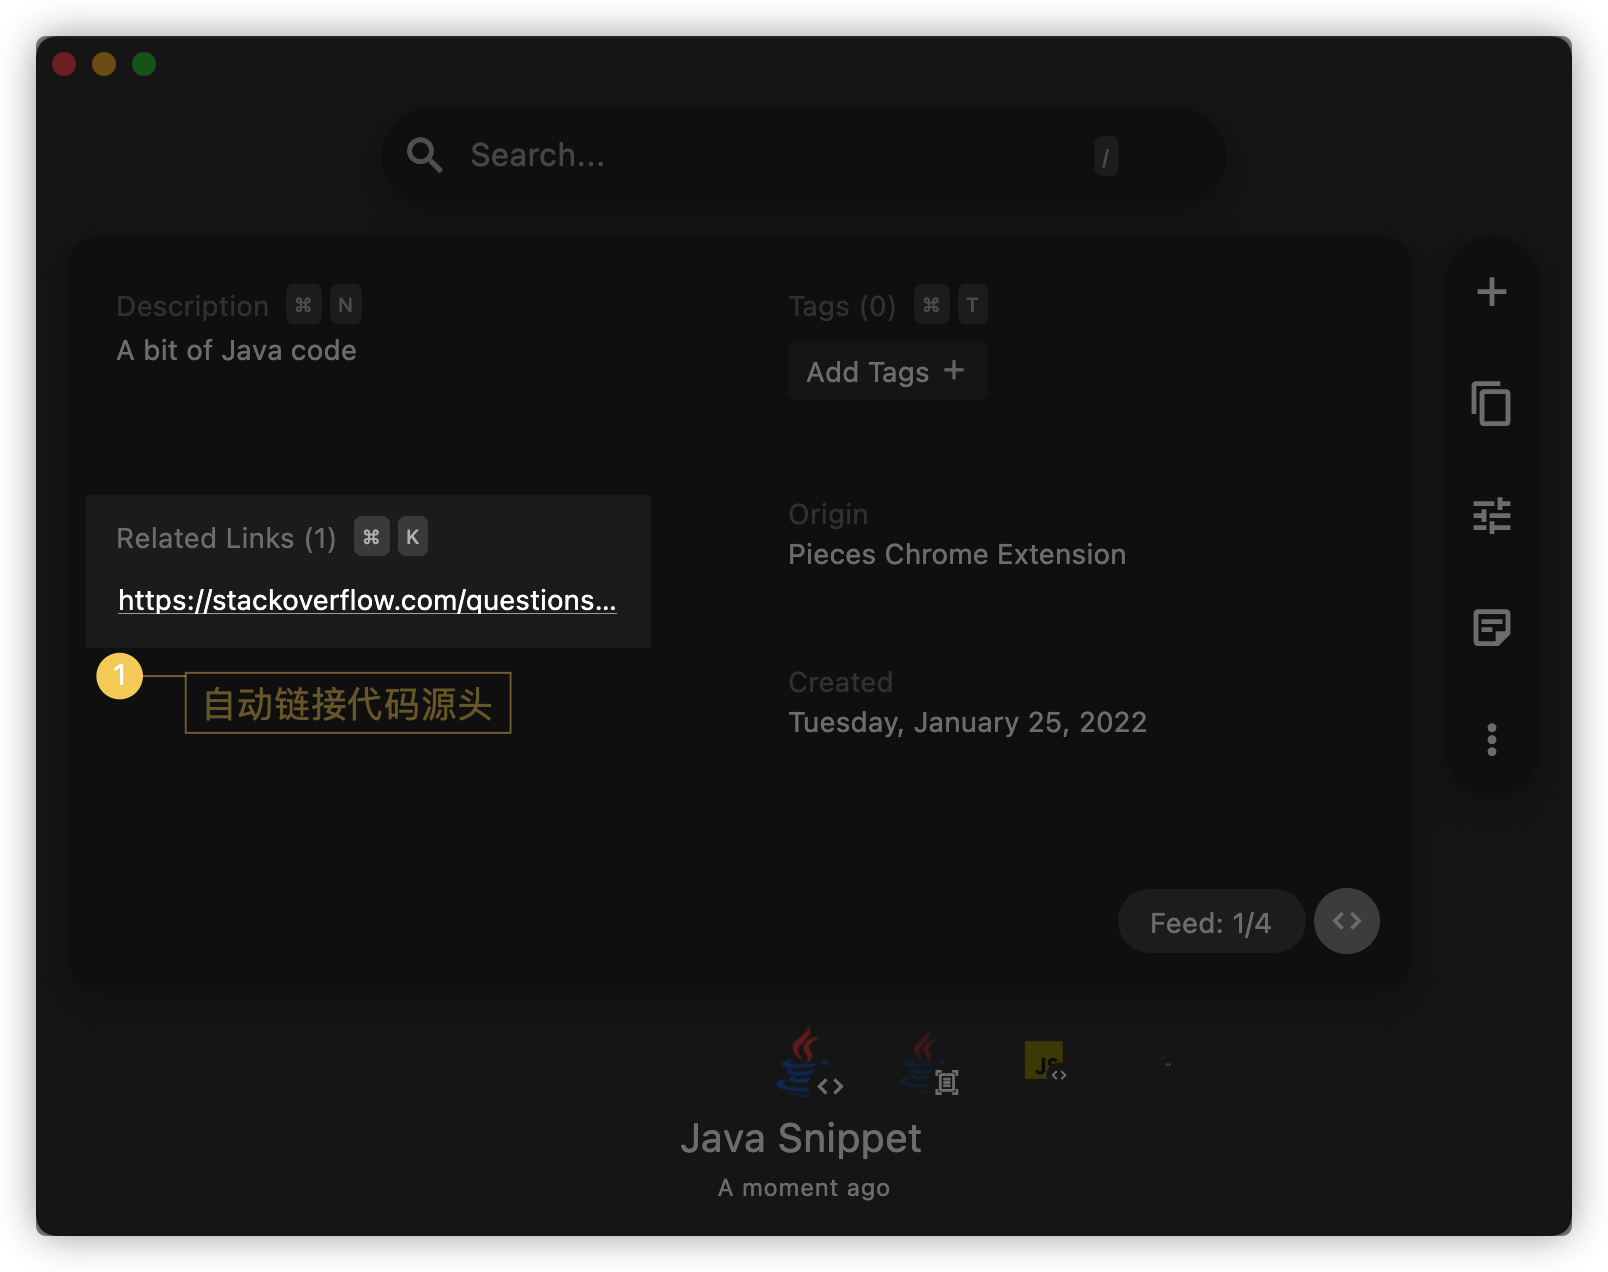 Search...
/
Description ⌘ N
A bit of Java code
Tags (0) ⌘ T
Add Tags +
Related Links (1) ⌘ K
https://stackoverflow.com/questions...
1
自动链接代码源头
Origin
Pieces Chrome Extension
Created
Tuesday, January 25, 2022
Feed: 1/4
JS
Java Snippet
A moment ago